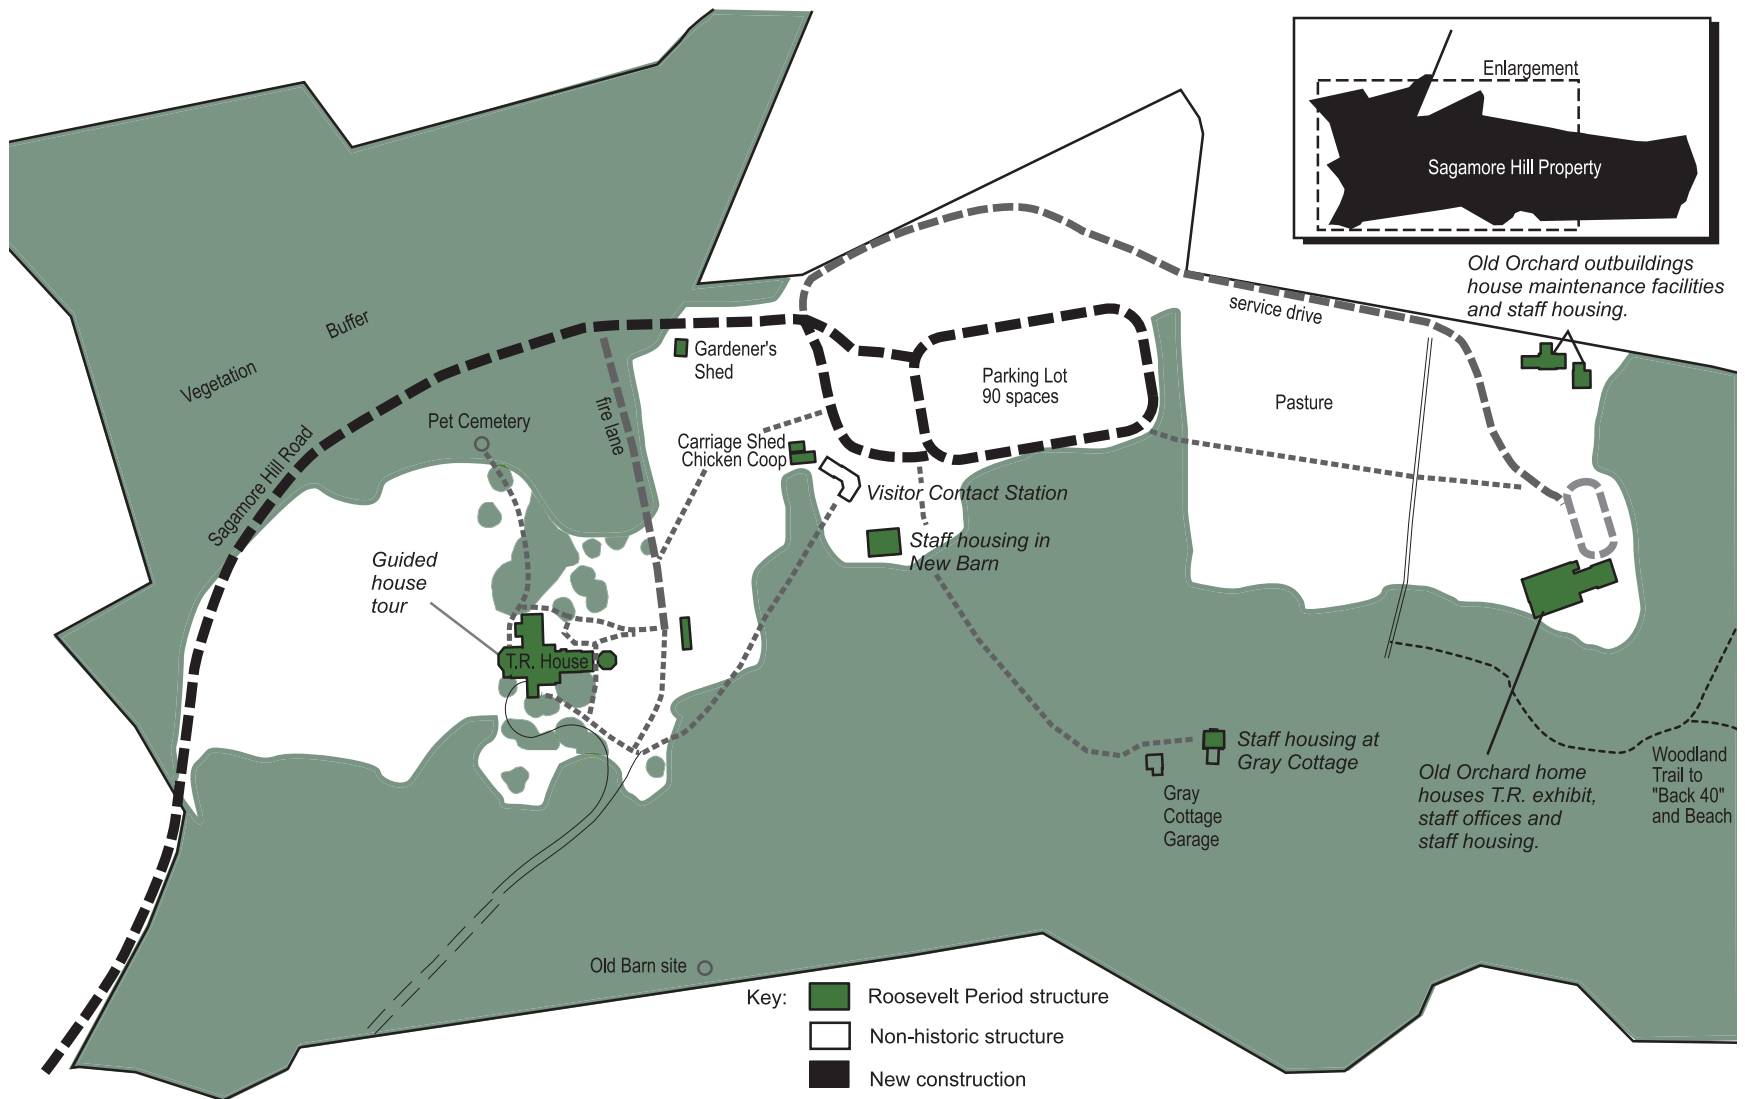 Enlargement
Sagamore Hill Property
Old Orchard outbuildings
house maintenance facilities
and staff housing.
service drive
Buffer
Vegetation
Gardener's
Shed
Parking Lot
90 spaces
Pasture
fire lane
Pet Cemetery
Carriage Shed
Chicken Coop
Sagamore Hill Road
Visitor Contact Station
Staff housing in
New Barn
Guided
house
tour
T.R. House
Staff housing at
Gray Cottage
Gray
Cottage
Garage
Old Orchard home
houses T.R. exhibit,
staff offices and
staff housing.
Woodland
Trail to
"Back 40"
and Beach
Old Barn site
Key:
Roosevelt Period structure
Non-historic structure
New construction